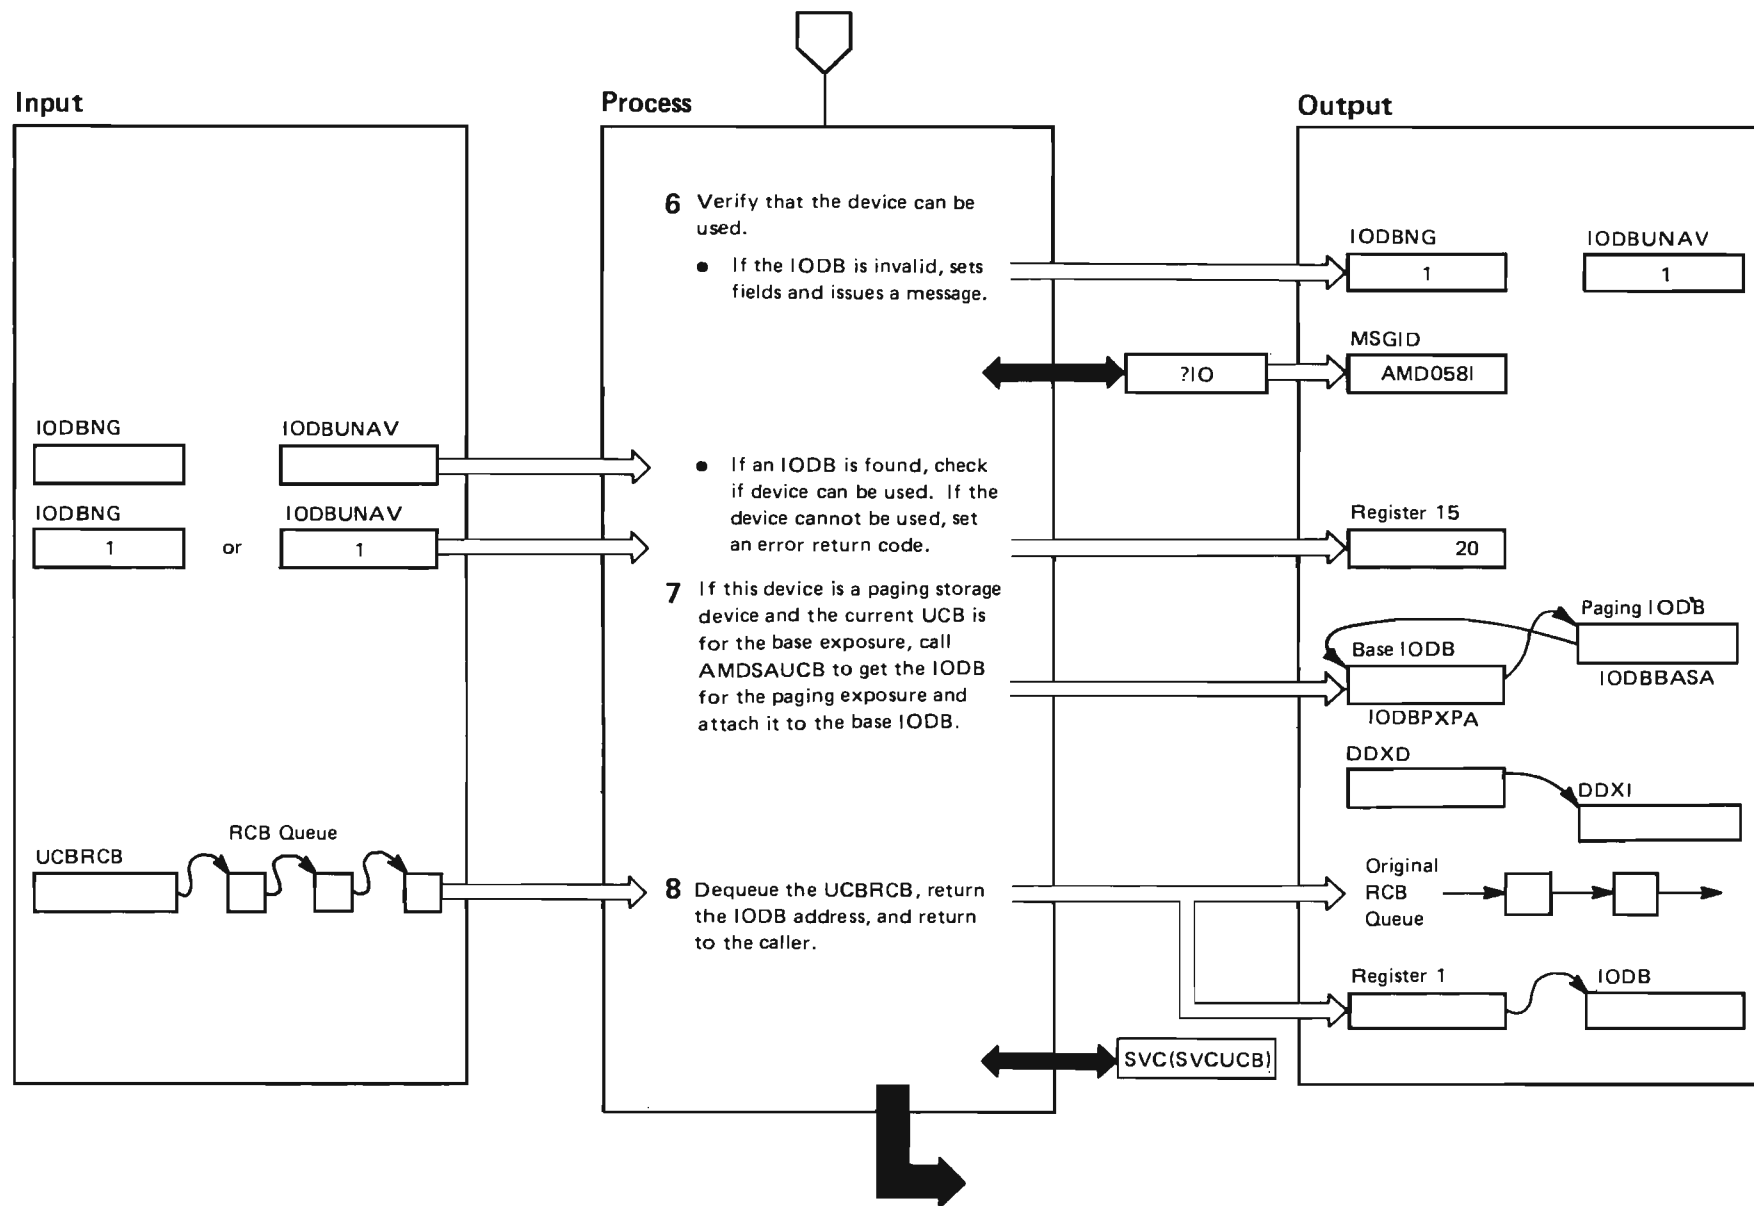 Input
Process
Output
6 Verify that the device can be
used.
• If the IODB is invalid, sets
fields and issues a message.
IODBNG
IODBUNAV
1
1
?IO
MSGID
AMD058I
IODBNG
IODBUNAV
IODBNG
IODBUNAV
1
or
1
• If an IODB is found, check
if device can be used. If the
device cannot be used, set
an error return code.
Register 15
20
7 If this device is a paging storage
device and the current UCB is
for the base exposure, call
AMDSAUCB to get the IODB
for the paging exposure and
attach it to the base IODB.
Paging IODB
Base IODB
IODBBASA
IODBPXPA
DDXD
DDXI
RCB Queue
UCBRCB
8 Dequeue the UCBRCB, return
the IODB address, and return
to the caller.
Original
RCB
Queue
Register 1
IODB
SVC(SVCUCB)